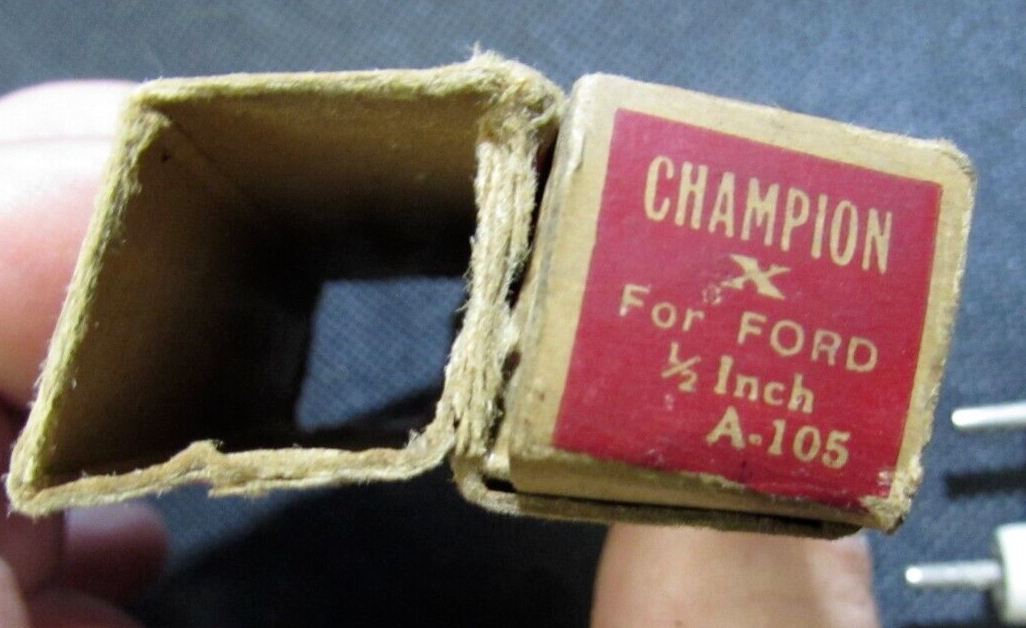 CHAMPION
X
For FORD
½ Inch
A-105